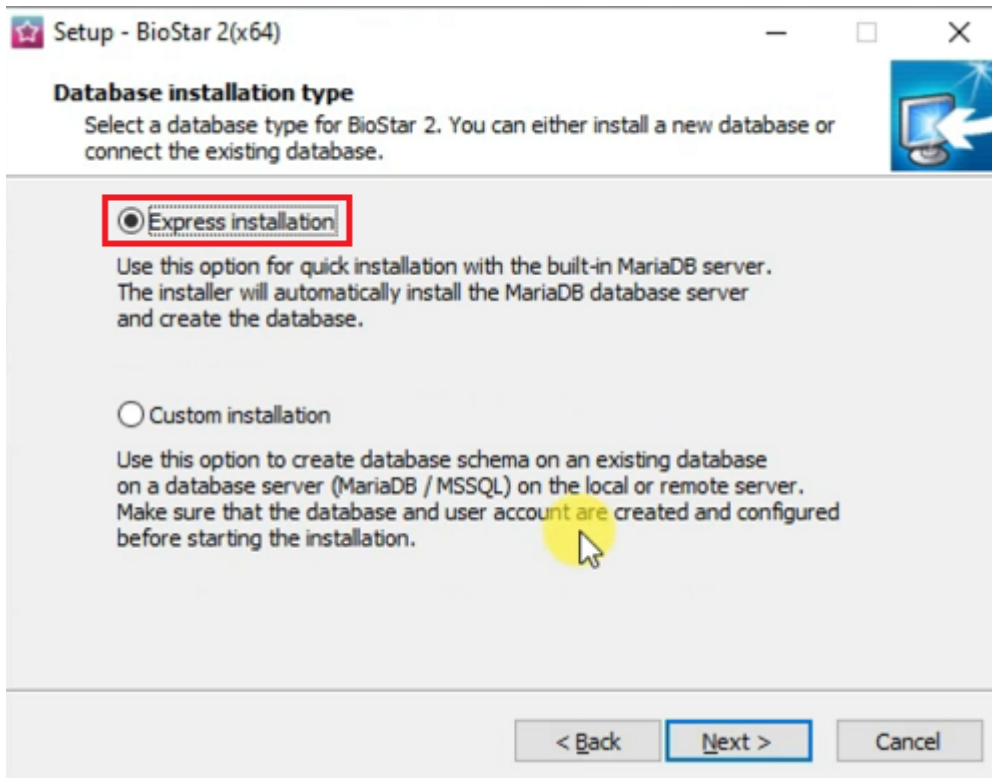 Setup - BioStar 2(x64)
Database installation type
Select a database type for BioStar 2. You can either install a new database or
connect the existing database.
Express installation
Use this option for quick installation with the built-in MariaDB server.
The installer will automatically install the MariaDB database server
and create the database.
Custom installation
Use this option to create database schema on an existing database
on a database server (MariaDB / MSSQL) on the local or remote server.
Make sure that the database and user account are created and configured
before starting the installation.
< Back
Next >
Cancel